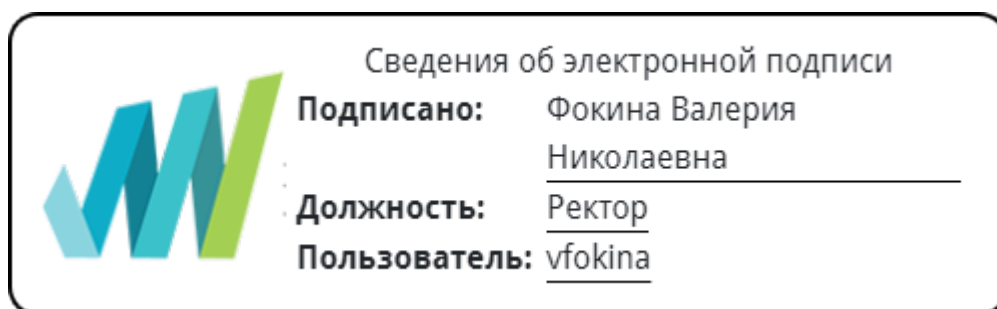 Сведения об электронной подписи
Подписано: Фокина Валерия
Николаевна
Должность: Ректор
Пользователь: vfokina